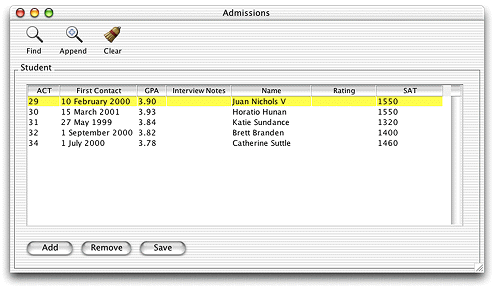 Admissions
Find Append Clear
Student
ACT First Contact GPA Interview Notes Name Rating SAT
29 10 February 2000 3.90 Juan Nichols V 1550
30 15 March 2001 3.93 Horatio Hunan 1550
31 27 May 1999 3.84 Katie Sundance 1320
32 1 September 2000 3.82 Brett Branden 1400
34 1 July 2000 3.78 Catherine Suttle 1460
Add Remove Save